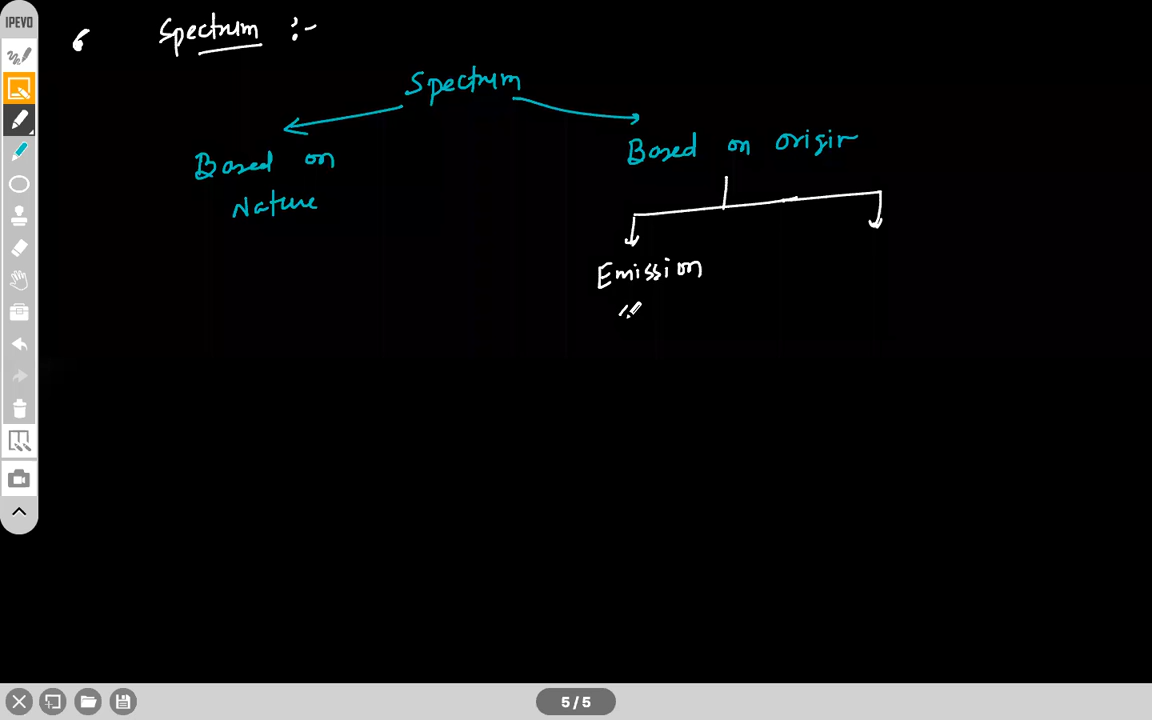 IPEVO
6 Spectrum :-
Spectrum
Based on
Nature
Based on origin
Emission
5/5